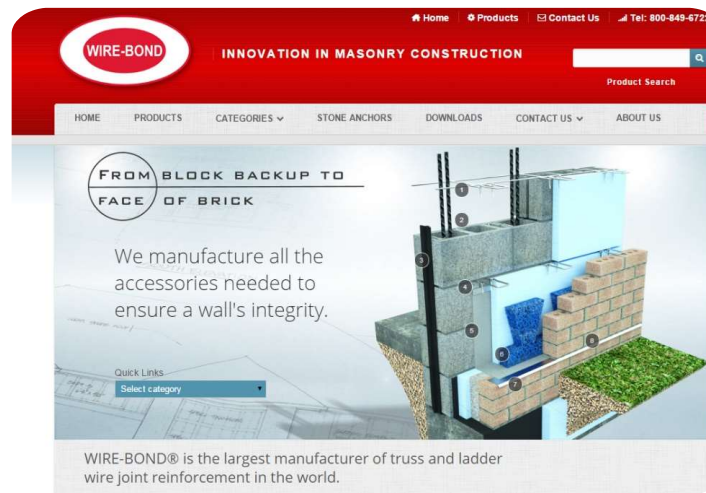 Home Products Contact Us Tel: 800-849-672
WIRE-BOND
INNOVATION IN MASONRY CONSTRUCTION
Product Search
HOME PRODUCTS CATEGORIES STONE ANCHORS DOWNLOADS CONTACT US ABOUT US
FROM BLOCK BACKUP TO
FACE OF BRICK
We manufacture all the
accessories needed to
ensure a wall's integrity.
Quick Links
Select category
1
2
3
4
5
6
7
8
WIRE-BOND® is the largest manufacturer of truss and ladder
wire joint reinforcement in the world.